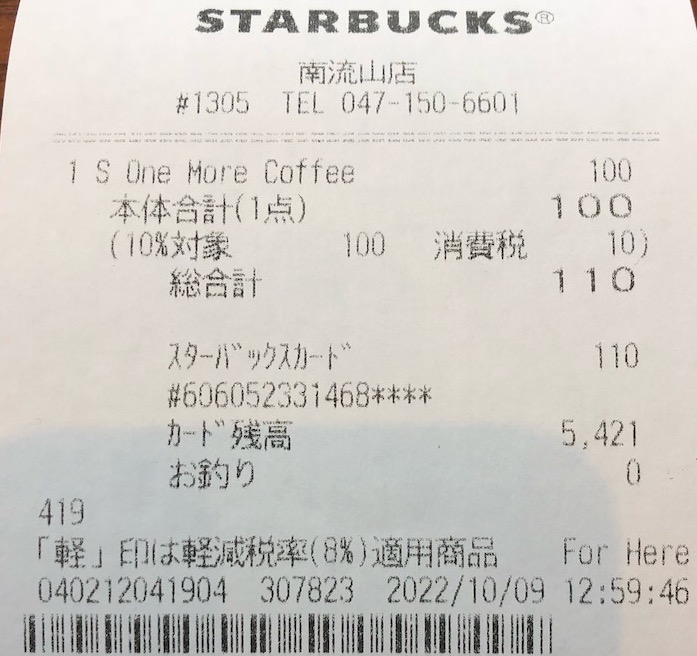 STARBUCKS®
南流山店
#1305 TEL 047-150-6601
1 S One More Coffee 100
本体合計(1点) 100
(10%対象 100 消費税 10)
総合計 110
ｽﾀｰﾊﾞｯｸｽｶｰﾄﾞ 110
#606052331468****
ｶｰﾄﾞ残高 5,421
お釣り 0
419
「軽」印は軽減税率(8%)適用商品 For Here
040212041904 307823 2022/10/09 12:59:46